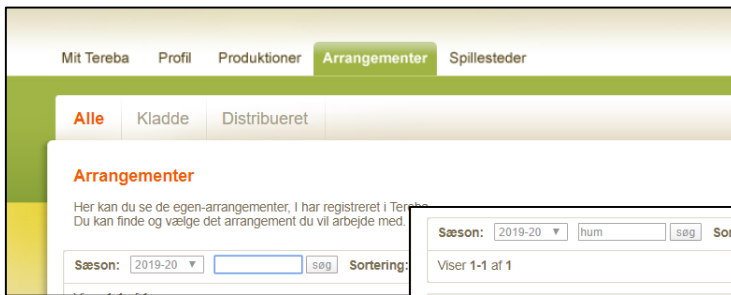 Mit Tereba Profil Produktioner Arrangementer Spillesteder
Alle Kladde Distribueret
Arrangementer
Her kan du se de egen-arrangementer, I har registreret i Tereba
Du kan finde og vælge det arrangement du vil arbejde med.
Sæson: 2019-20 søg Sortering:
Sæson: 2019-20 hum søg
Viser 1-1 af 1